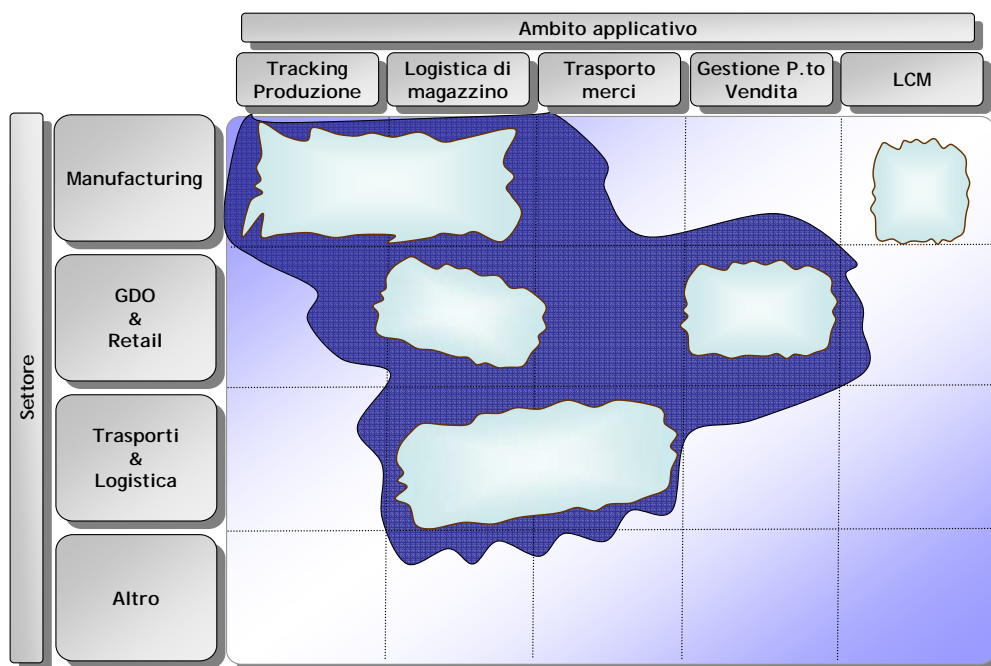 Ambito applicativo
Tracking
Produzione
Logistica di
magazzino
Trasporto
merci
Gestione P.to
Vendita
LCM
Settore
Manufacturing
GDO
&
Retail
Trasporti
&
Logistica
Altro